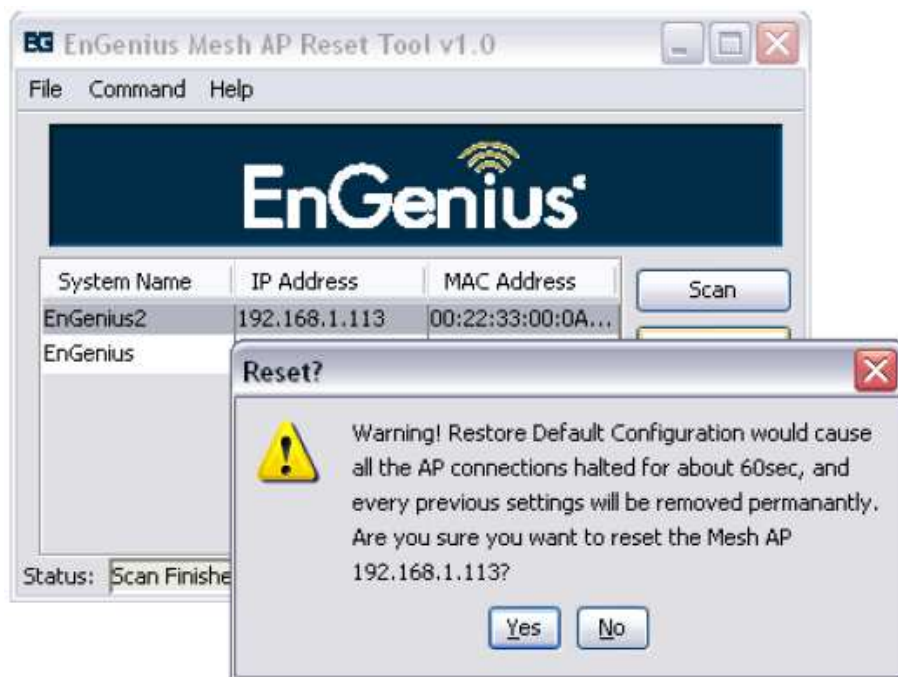 EG EnGenius Mesh AP Reset Tool v1.0
File Command Help
EnGenius
System Name IP Address MAC Address
Scan
EnGenius2 192.168.1.113 00:22:33:00:0A...
EnGenius
Reset?
Warning! Restore Default Configuration would cause
all the AP connections halted for about 60sec, and
every previous settings will be removed permanantly.
Are you sure you want to reset the Mesh AP
192.168.1.113?
Yes No
Status: Scan Finishe